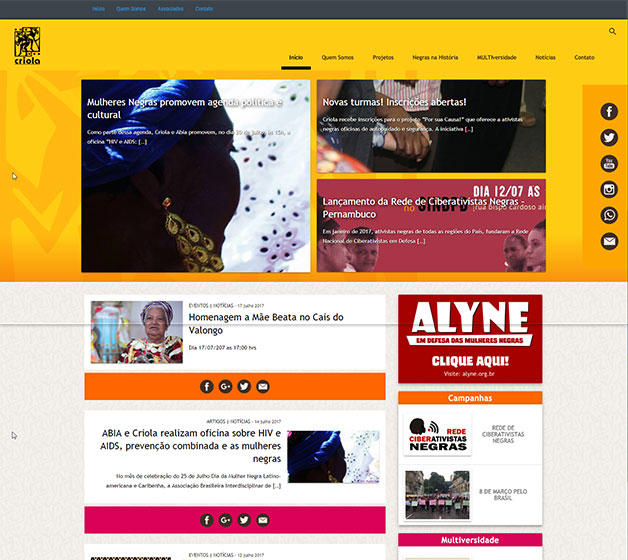 Início Quem Somos Associados Contato
criola
Início Quem Somos Projetos Negras na História MULTIversidade Notícias Contato
Mulheres Negras promovem agenda política e
cultural
Como parte dessa agenda, Criola e Abia promovem, no dia 20 de julho às 15h, a
oficina "HIV e AIDS: [...]
Novas turmas! Inscrições abertas!
Criola recebe inscrições para o projeto "Por sua Causa!" que oferece a ativistas
negras oficinas de autocuidado e segurança. A iniciativa [...]
DIA 12/07 AS
no SINDPD
(rua bispo cardoso
Lançamento da Rede de Ciberativistas Negras -
Pernambuco
Em janeiro de 2017, ativistas negras de todas as regiões do País, fundaram a Rede
Nacional de Ciberativistas em Defesa [...]
You
Tube
EVENTOS | NOTÍCIAS - 17 julho 2017
Homenagem a Mãe Beata no Cais do
Valongo
Dia 17/07/207 as 17:00 hrs
ARTIGOS | NOTÍCIAS - 14 julho 2017
ABIA e Criola realizam oficina sobre HIV e
AIDS, prevenção combinada e as mulheres
negras
No mês de celebração do 25 de Julho Dia da Mulher Negra Latino-
americana e Caribenha, a Associação Brasileira Interdisciplinar de [...]
EVENTOS | NOTÍCIAS - 12 julho 2017
ALYNE
EM DEFESA DAS MULHERES NEGRAS
CLIQUE AQUI!
Visite: alyne.org.br
Campanhas
REDE
CIBERATIVISTAS
NEGRAS
REDE DE
CIBERATIVISTAS
NEGRAS
8 DE MARÇO PELO
BRASIL
Multiversidade